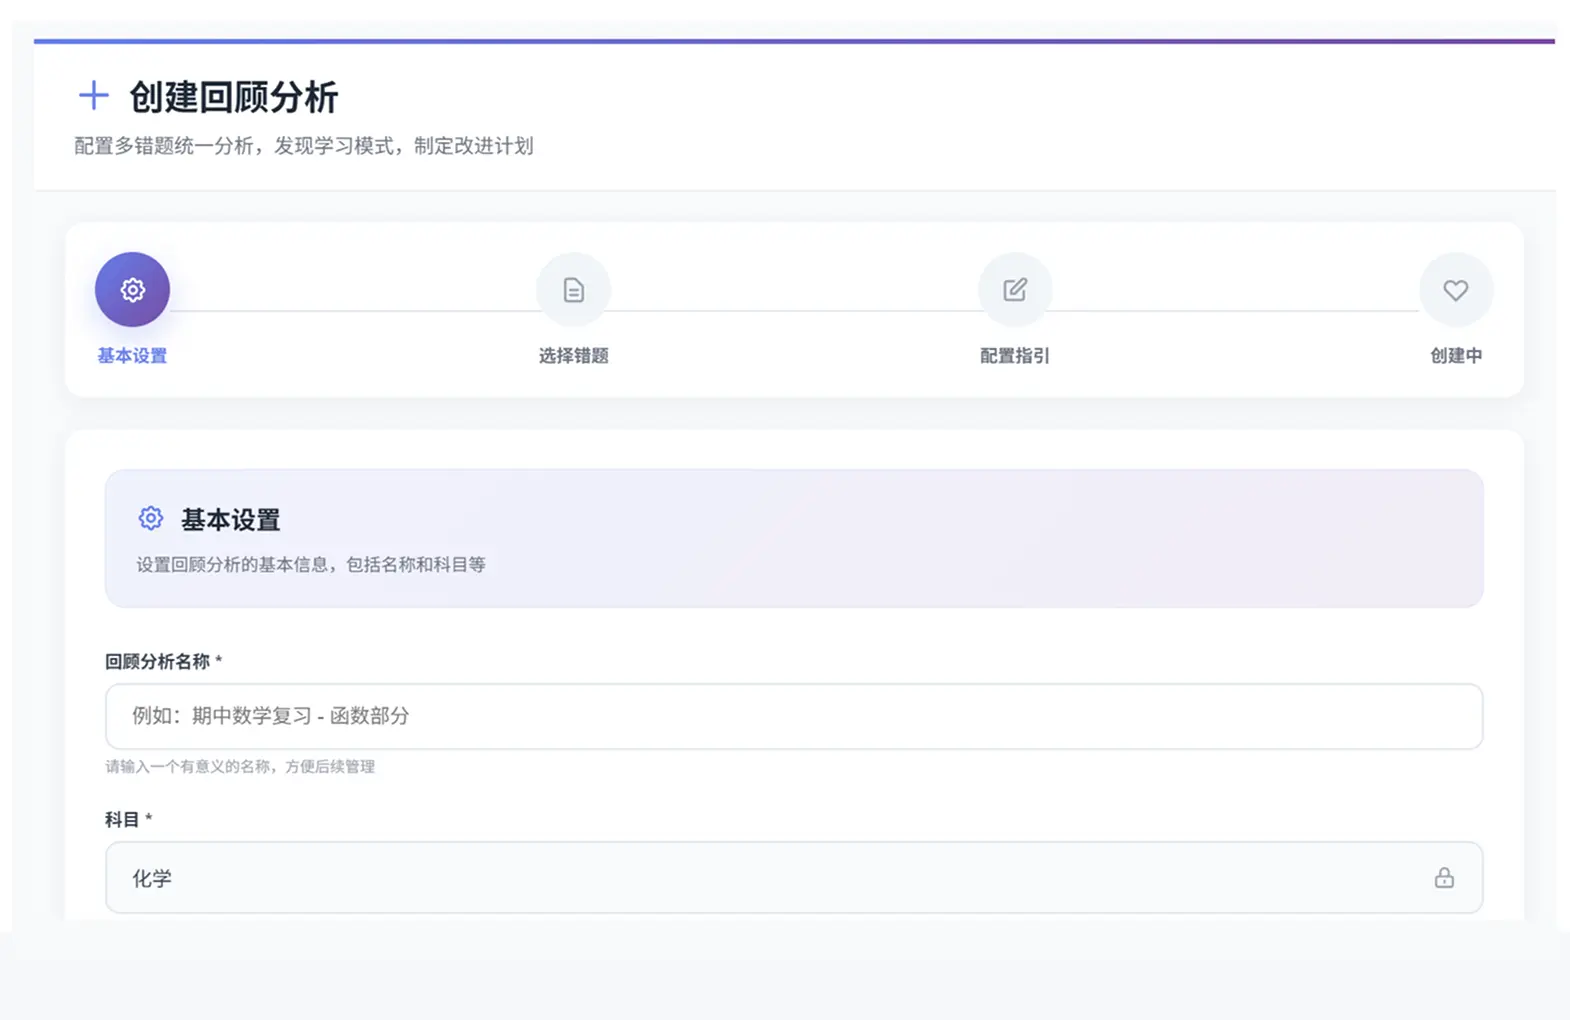 创建回顾分析
配置多错题统一分析，发现学习模式，制定改进计划
基本设置
选择错题
配置指引
创建中
基本设置
设置回顾分析的基本信息，包括名称和科目等
回顾分析名称 *
例如：期中数学复习 - 函数部分
请输入一个有意义的名称，方便后续管理
科目 *
化学